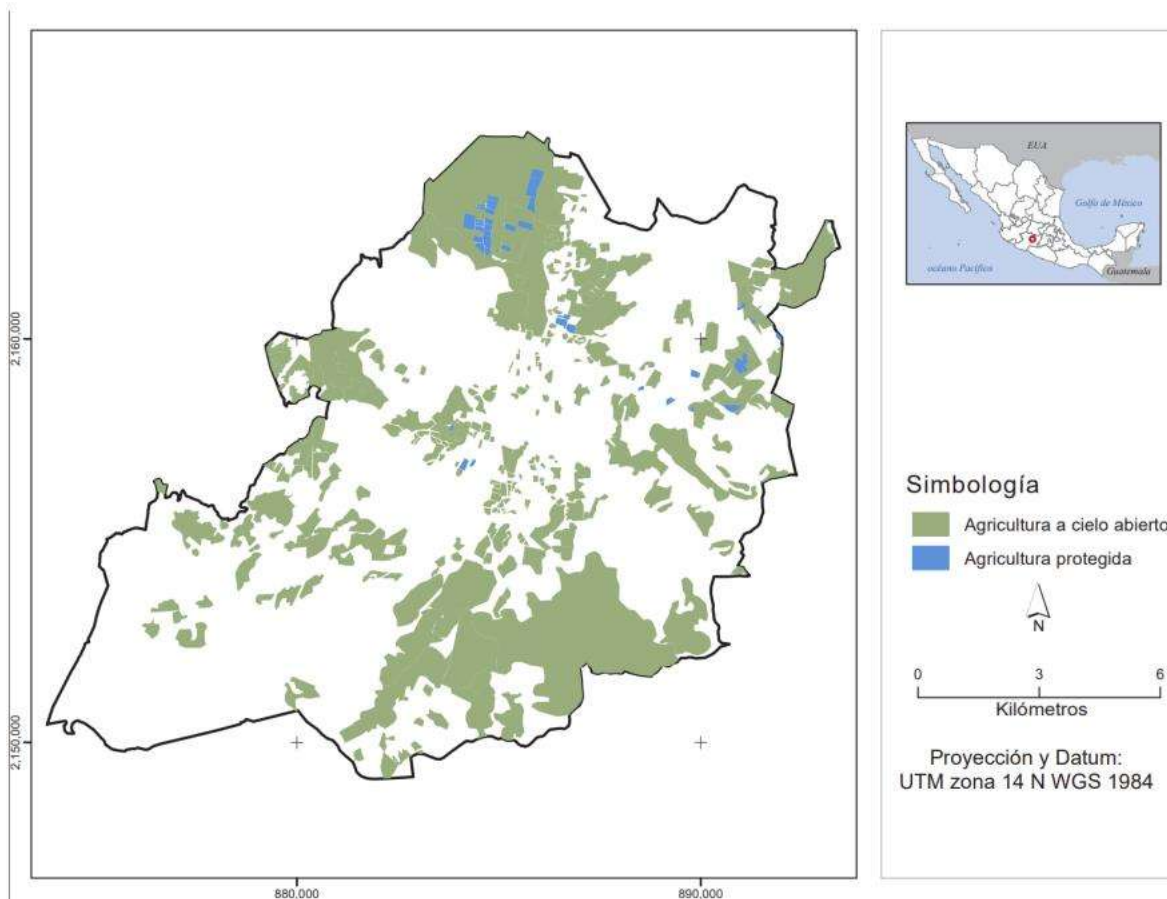 2,160,000
2,150,000
880,000
890,000
EUA
Golfo de México
océano Pacífico
Guatemala
Simbología
Agricultura a cielo abierto
Agricultura protegida
N
0 3 6
Kilómetros
Proyección y Datum:
UTM zona 14 N WGS 1984